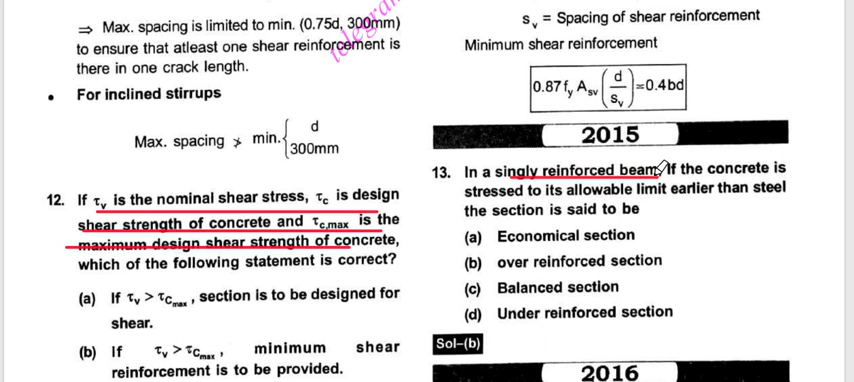 ⇒ Max. spacing is limited to min. (0.75d, 300mm)
to ensure that atleast one shear reinforcement is
there in one crack length.
• For inclined stirrups
Max. spacing ≯ min. { d
300mm
12. If τv is the nominal shear stress, τc is design
shear strength of concrete and τc,max is the
maximum design shear strength of concrete,
which of the following statement is correct?
(a) If τv > τCmax, section is to be designed for
shear.
(b) If τv > τCmax, minimum shear
reinforcement is to be provided.
telegram
sv = Spacing of shear reinforcement
Minimum shear reinforcement
0.87 fy Asv (d/sv) = 0.4bd
2015
13. In a singly reinforced beam, If the concrete is
stressed to its allowable limit earlier than steel
the section is said to be
(a) Economical section
(b) over reinforced section
(c) Balanced section
(d) Under reinforced section
Sol–(b)
2016